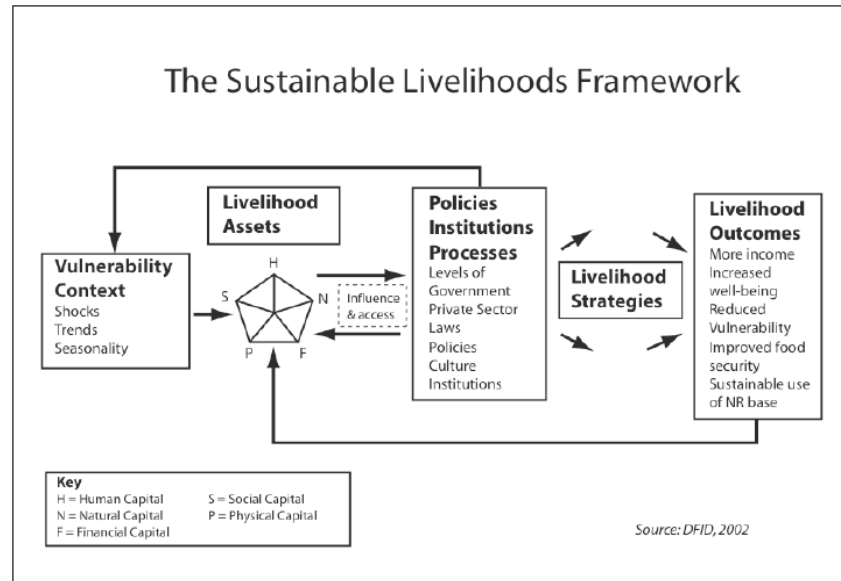 The Sustainable Livelihoods Framework
Livelihood
Assets
Vulnerability
Context
Shocks
Trends
Seasonality
H
S
N
P
F
Influence
& access
Policies
Institutions
Processes
Levels of
Government
Private Sector
Laws
Policies
Culture
Institutions
Livelihood
Strategies
Livelihood
Outcomes
More income
Increased
well-being
Reduced
Vulnerability
Improved food
security
Sustainable use
of NR base
Key
H = Human Capital
S = Social Capital
N = Natural Capital
P = Physical Capital
F = Financial Capital
Source: DFID, 2002